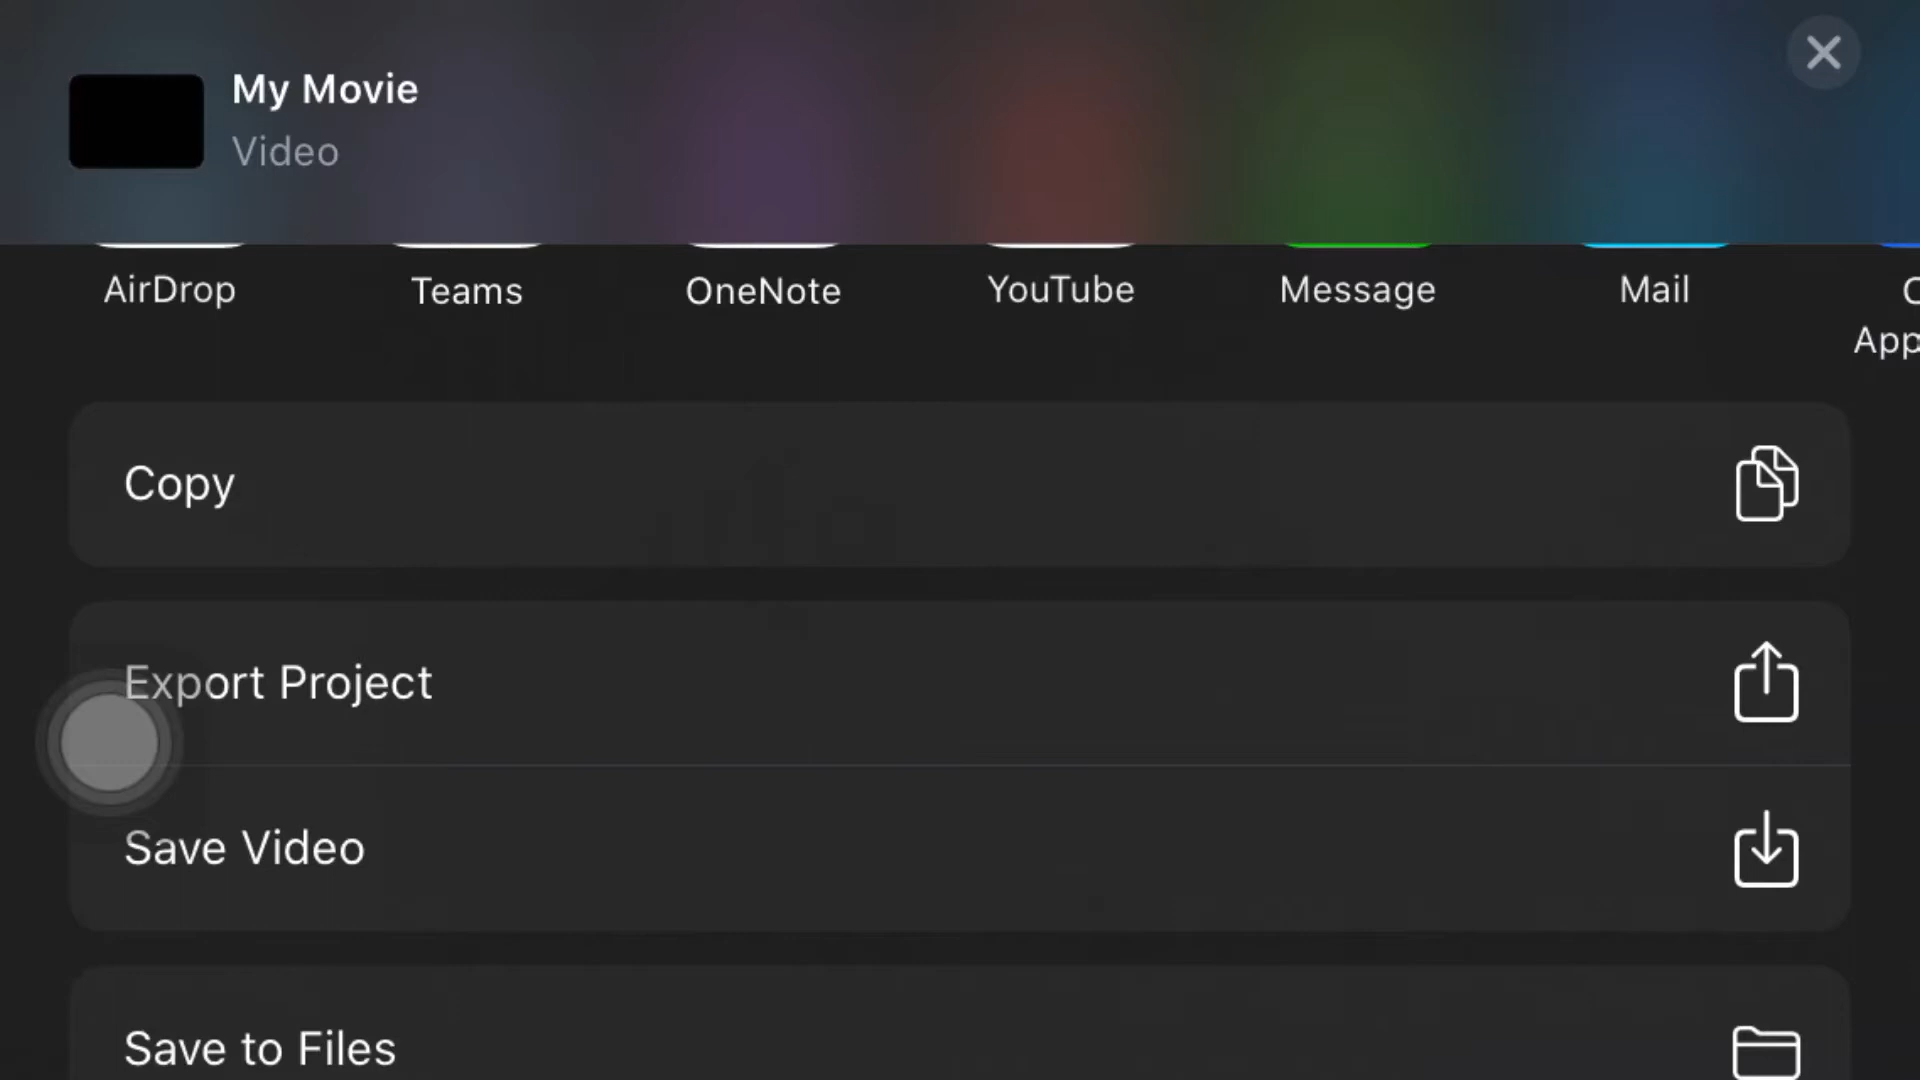 My Movie
Video
AirDrop
Teams
OneNote
YouTube
Message
Mail
Copy
Export Project
Save Video
Save to Files